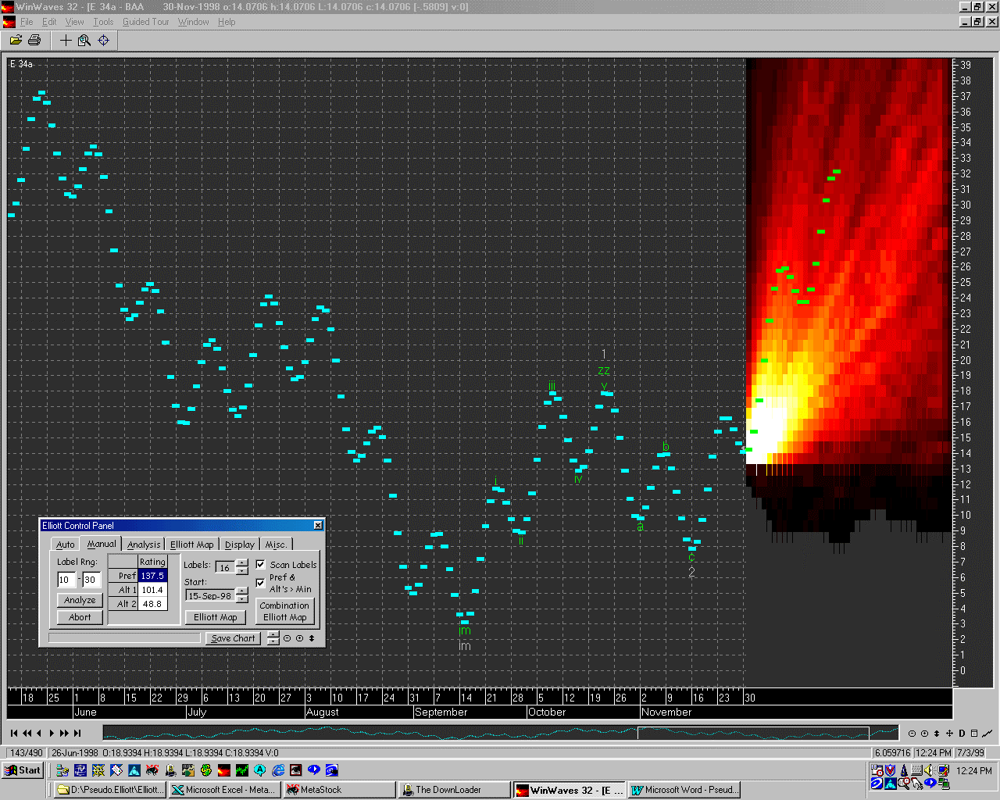 WinWaves 32 - [E 34a - BAA 30-Nov-1998 o:14.0706 h:14.0706 L:14.0706 c:14.0706 [-.5809] v:0]
File Edit View Tools Guided Tour Window Help
E 34a
39
38
37
36
35
34
33
32
31
30
29
28
27
26
25
24
23
22
21
20
19
18
17
16
15
14
13
12
11
10
9
8
7
6
5
4
3
2
1
0
1
zz
iii v
iv
b
i
ii
a
c
2
jm
im
Elliott Control Panel
Auto Manual Analysis Elliott Map Display Misc.
Label Rng:
10 - 30
Analyze
Abort
Rating
Pref 137.5
Alt 1 101.4
Alt 2 48.8
Labels: 16
Start:
15-Sep-98
Elliott Map
Scan Labels
Pref &
Alt's > Min
Combination
Elliott Map
Save Chart
18 25 1 8 15 22 29 6 13 20 27 3 10 17 24 31 7 14 21 28 5 12 19 26 2 9 16 23 30
June July August September October November
D
143/490 26-Jun-1998 O:18.9394 H:18.9394 L:18.9394 C:18.9394 V:0 6.059716 12:24 PM 7/3/99
Start 12:24 PM
D:\Pseudo.Elliott\Elliott... Microsoft Excel - Meta... MetaStock The DownLoader WinWaves 32 - [E ... Microsoft Word - Pseud...